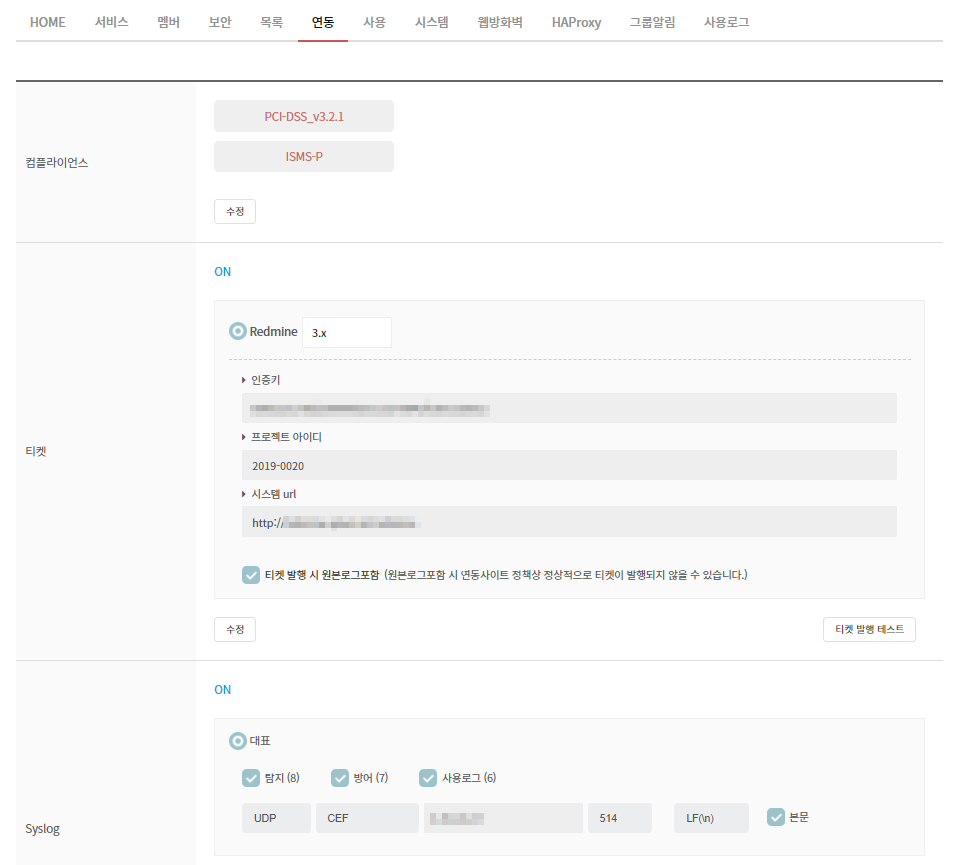 HOME 서비스 멤버 보안 목록 연동 사용 시스템 웹방화벽 HAProxy 그룹알림 사용로그
컴플라이언스
PCI-DSS_v3.2.1
ISMS-P
수정
티켓
ON
Redmine 3.x
인증키
프로젝트 아이디
2019-0020
시스템 url
http://
티켓 발행 시 원본로그포함 (원본로그포함 시 연동사이트 정책상 정상적으로 티켓이 발행되지 않을 수 있습니다.)
수정 티켓 발행 테스트
Syslog
ON
대표
탐지 (8) 방어 (7) 사용로그 (6)
UDP CEF 514 LF(\n) 본문